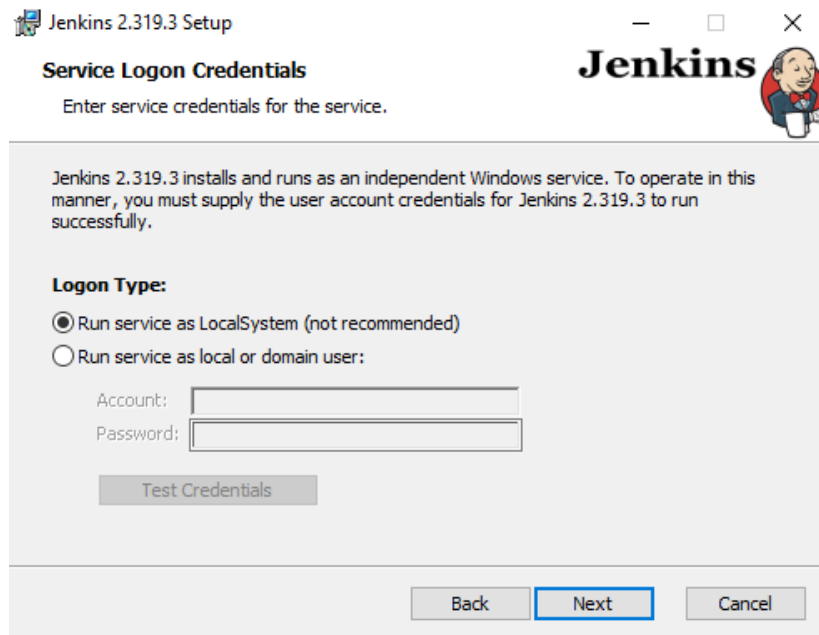 Jenkins 2.319.3 Setup
Service Logon Credentials
Jenkins
Enter service credentials for the service.
Jenkins 2.319.3 installs and runs as an independent Windows service. To operate in this
manner, you must supply the user account credentials for Jenkins 2.319.3 to run
successfully.
Logon Type:
Run service as LocalSystem (not recommended)
Run service as local or domain user:
Account:
Password:
Test Credentials
Back Next Cancel